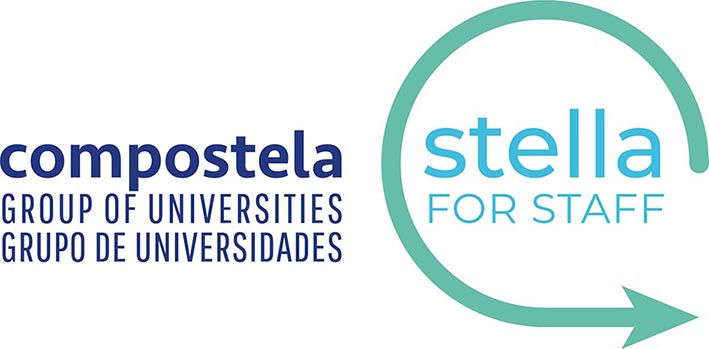 compostela
GROUP OF UNIVERSITIES
GRUPO DE UNIVERSIDADES
stella
FOR STAFF